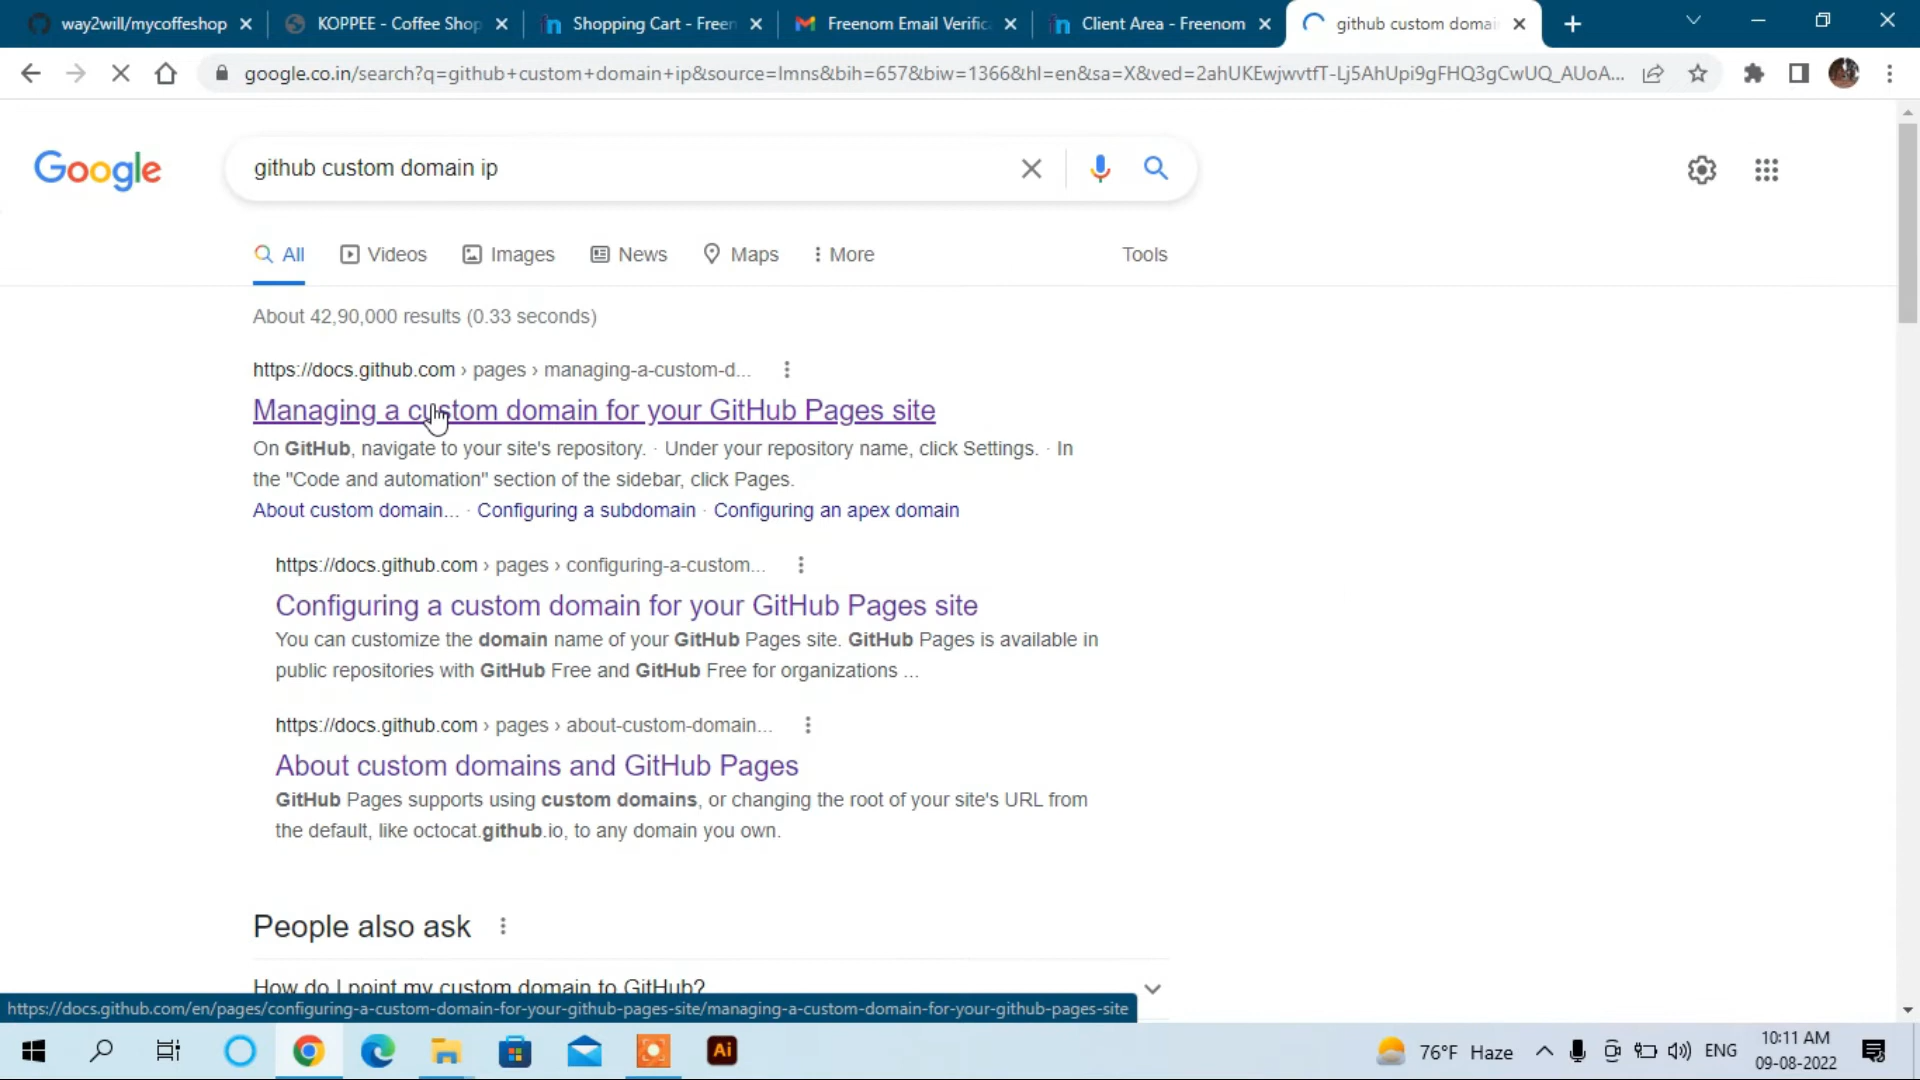 way2will/mycoffeshop
KOPPEE - Coffee Shop
Shopping Cart - Freen
Freenom Email Verific
Client Area - Freenom
github custom domai
google.co.in/search?q=github+custom+domain+ip&source=lmns&bih=657&biw=1366&hl=en&sa=X&ved=2ahUKEwjwvtfT-Lj5AhUpi9gFHQ3gCwUQ_AUoA...
Google
github custom domain ip
All
Videos
Images
News
Maps
More
Tools
About 42,90,000 results (0.33 seconds)
https://docs.github.com › pages › managing-a-custom-d...
Managing a custom domain for your GitHub Pages site
On GitHub, navigate to your site's repository. · Under your repository name, click Settings. · In
the "Code and automation" section of the sidebar, click Pages.
About custom domain... · Configuring a subdomain · Configuring an apex domain
https://docs.github.com › pages › configuring-a-custom...
Configuring a custom domain for your GitHub Pages site
You can customize the domain name of your GitHub Pages site. GitHub Pages is available in
public repositories with GitHub Free and GitHub Free for organizations ...
https://docs.github.com › pages › about-custom-domain...
About custom domains and GitHub Pages
GitHub Pages supports using custom domains, or changing the root of your site's URL from
the default, like octocat.github.io, to any domain you own.
People also ask
How do I point my custom domain to GitHub?
https://docs.github.com/en/pages/configuring-a-custom-domain-for-your-github-pages-site/managing-a-custom-domain-for-your-github-pages-site
Ai
76°F Haze
ENG
10:11 AM
09-08-2022